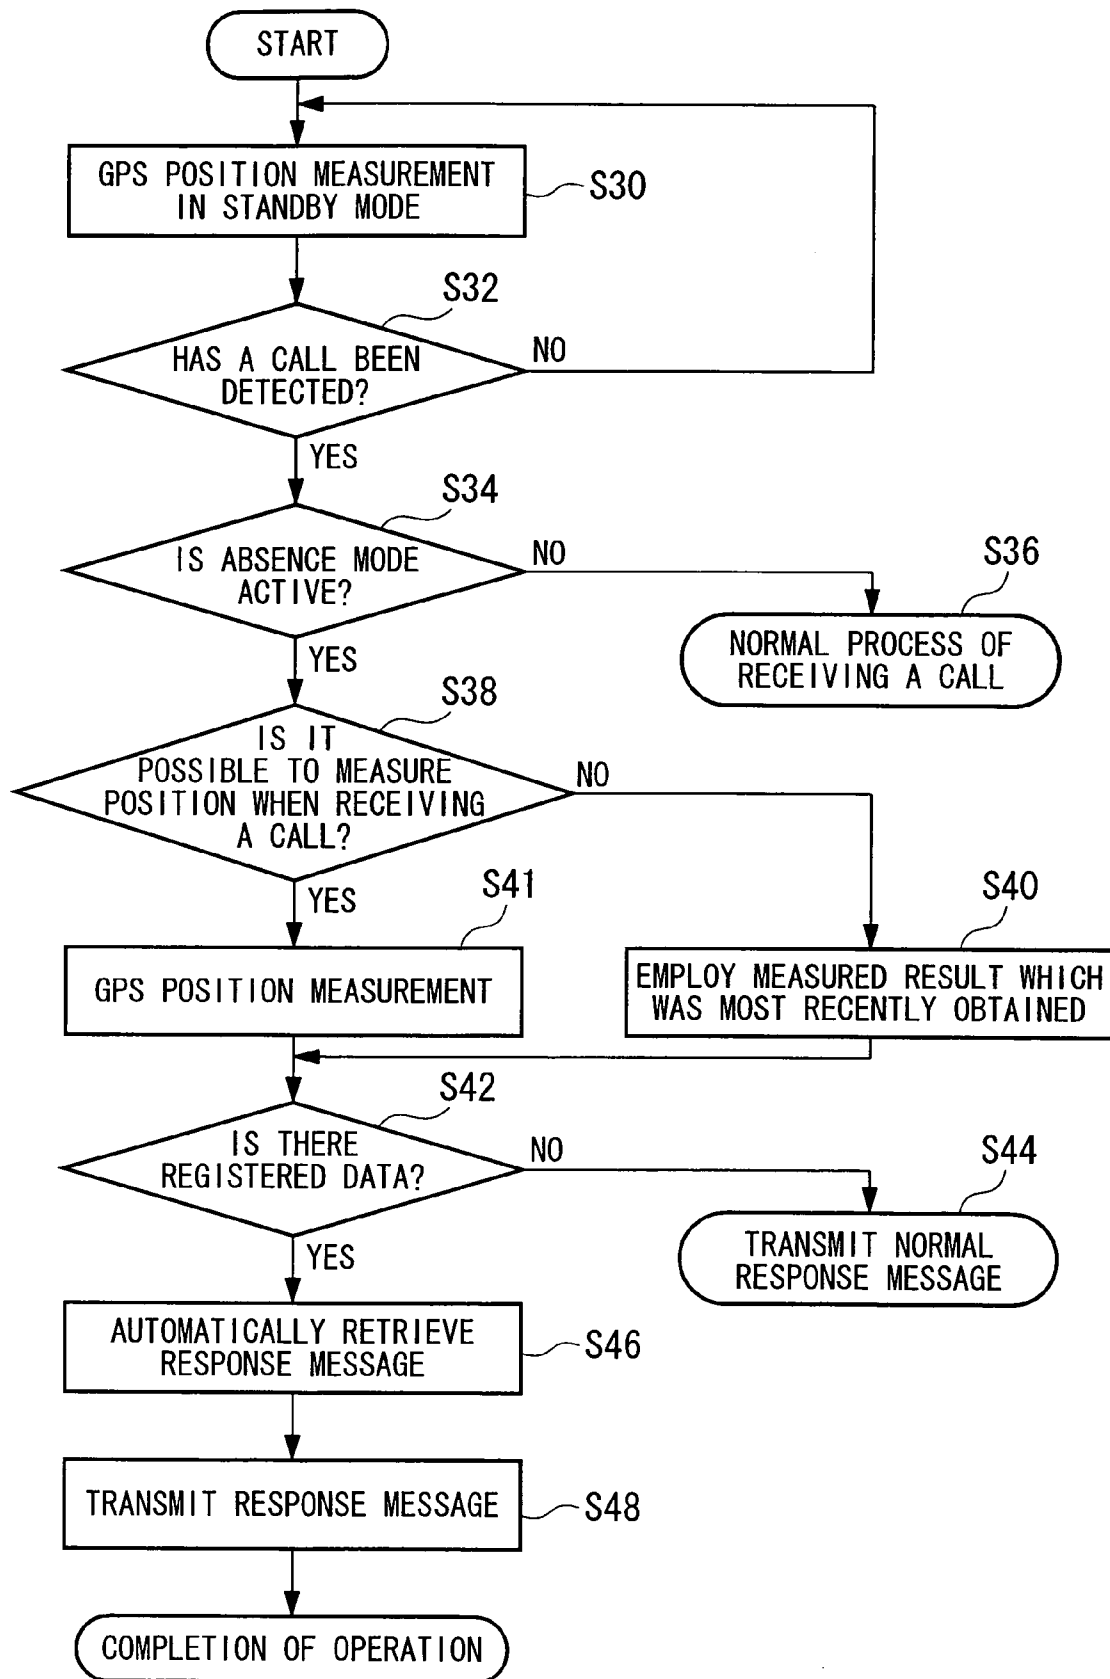 START
GPS POSITION MEASUREMENT
IN STANDBY MODE
S30
S32
HAS A CALL BEEN
DETECTED?
NO
YES
S34
IS ABSENCE MODE
ACTIVE?
NO
S36
NORMAL PROCESS OF
RECEIVING A CALL
YES
S38
IS IT
POSSIBLE TO MEASURE
POSITION WHEN RECEIVING
A CALL?
NO
YES
S41
GPS POSITION MEASUREMENT
S40
EMPLOY MEASURED RESULT WHICH
WAS MOST RECENTLY OBTAINED
S42
IS THERE
REGISTERED DATA?
NO
S44
TRANSMIT NORMAL
RESPONSE MESSAGE
YES
AUTOMATICALLY RETRIEVE
RESPONSE MESSAGE
S46
TRANSMIT RESPONSE MESSAGE
S48
COMPLETION OF OPERATION